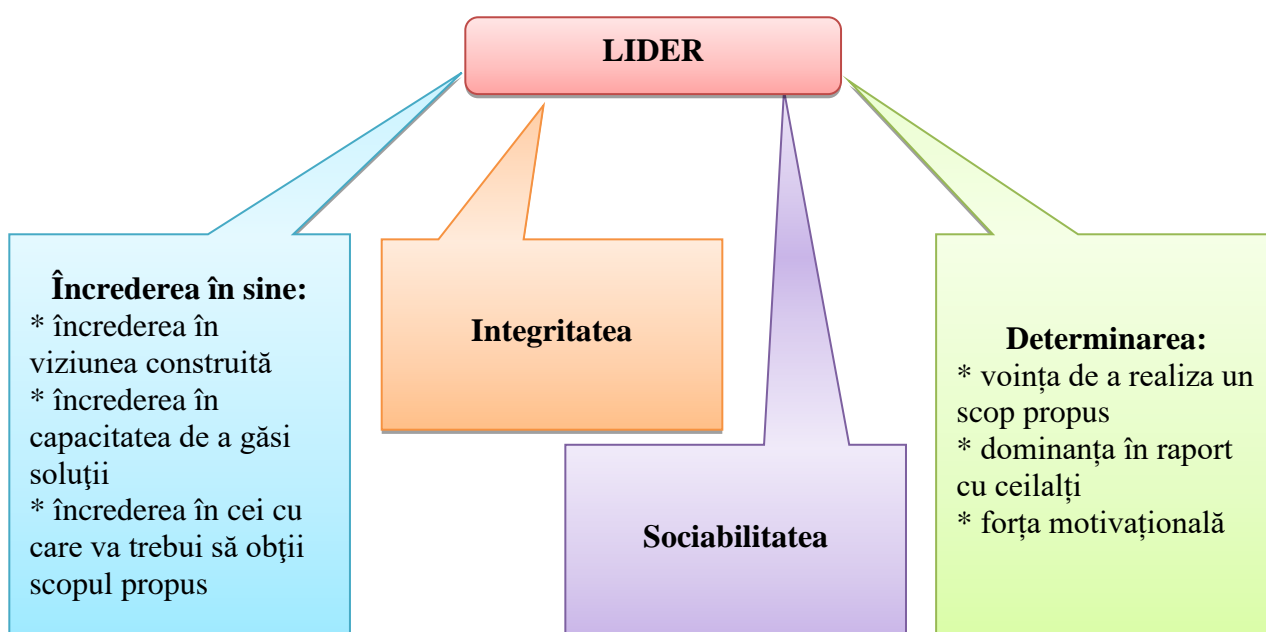 LIDER
Încrederea în sine:
* încrederea în
viziunea construită
* încrederea în
capacitatea de a găsi
soluţii
* încrederea în cei cu
care va trebui să obţii
scopul propus
Integritatea
Sociabilitatea
Determinarea:
* voința de a realiza un
scop propus
* dominanța în raport
cu ceilalți
* forța motivațională